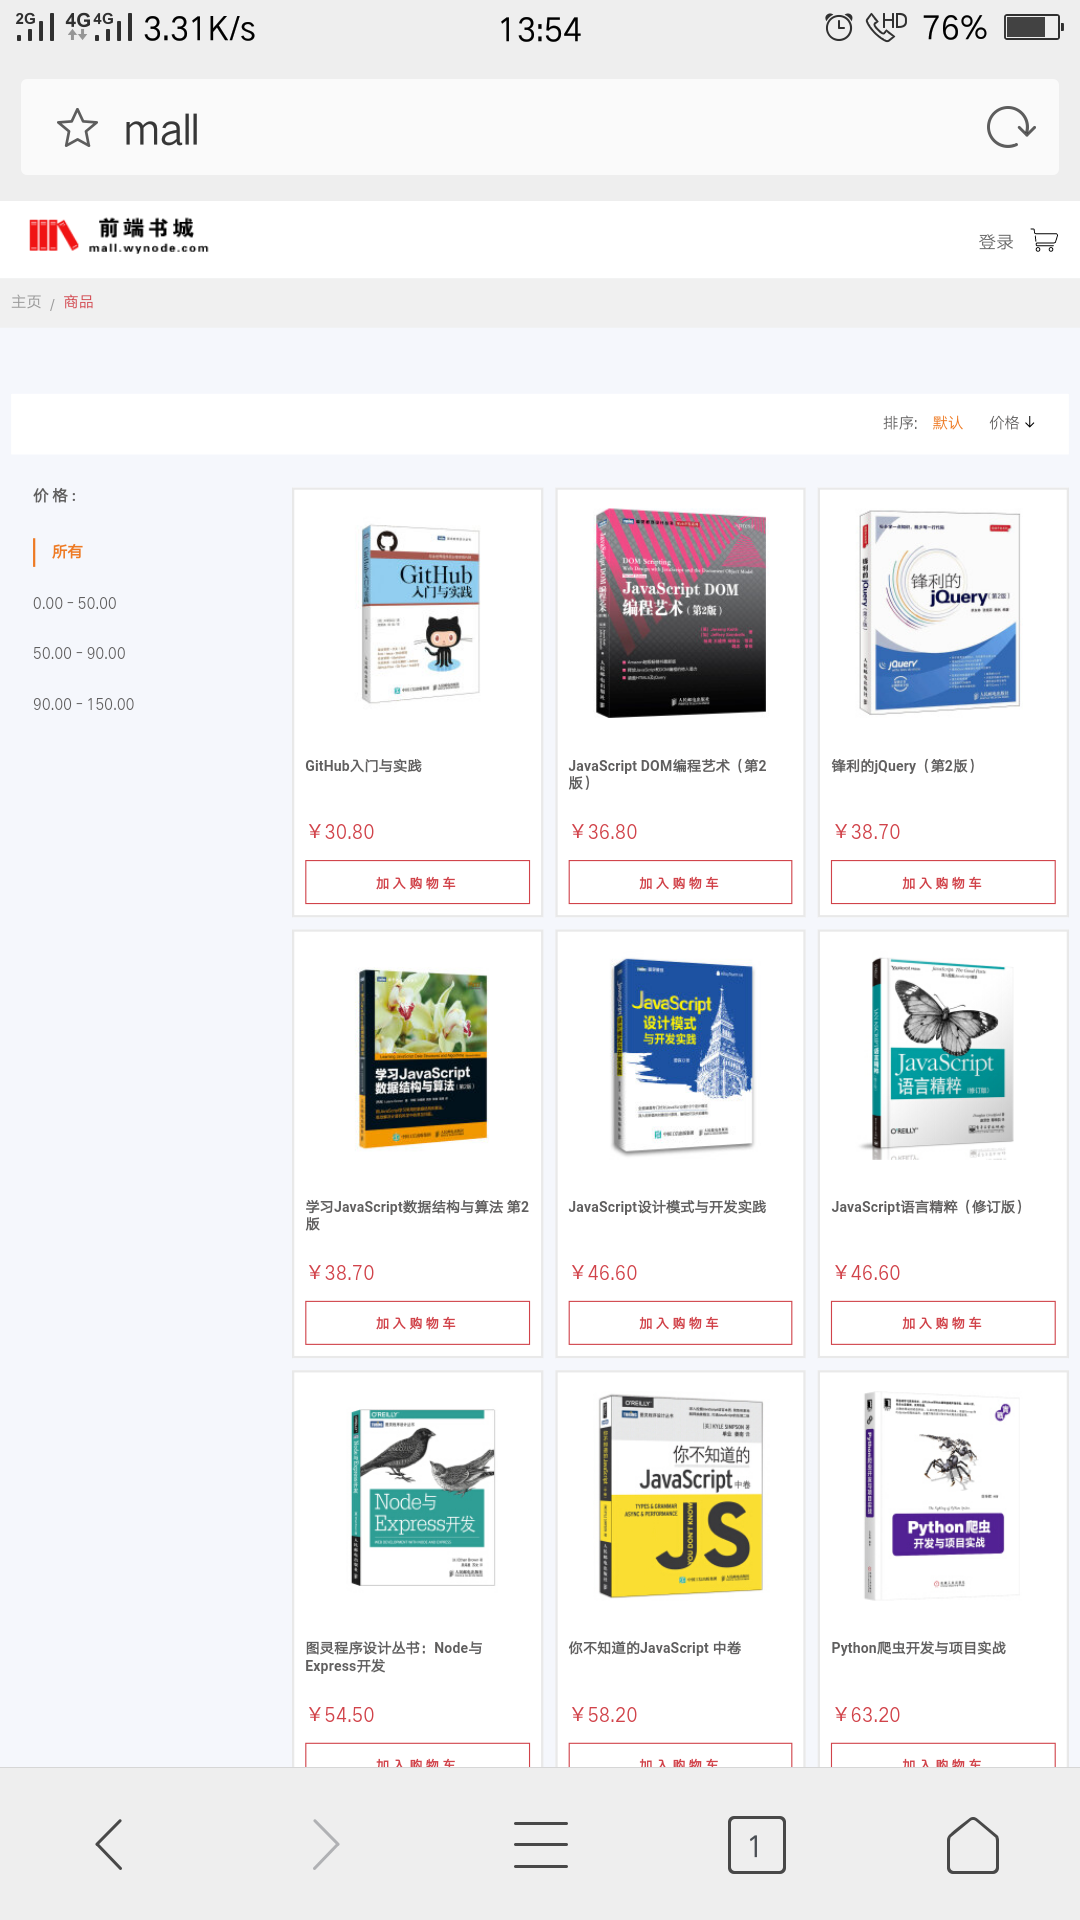 2G 4G 4G 3.31K/s 13:54 HD 76%
mall
前端书城
mall.wynode.com
登录
主页 / 商品
排序: 默认 价格
价格:
所有
0.00 - 50.00
50.00 - 90.00
90.00 - 150.00
GitHub
入门与实践
DOM Scripting
JavaScript DOM
编程艺术（第2版）
锋利的
jQuery（第2版）
GitHub入门与实践
¥30.80
加入购物车
JavaScript DOM编程艺术（第2
版）
¥36.80
加入购物车
锋利的jQuery（第2版）
¥38.70
加入购物车
学习JavaScript
数据结构与算法（第2版）
JavaScript
设计模式
与开发实践
JavaScript
语言精粹（修订版）
O'REILLY
学习JavaScript数据结构与算法 第2
版
¥38.70
加入购物车
JavaScript设计模式与开发实践
¥46.60
加入购物车
JavaScript语言精粹（修订版）
¥46.60
加入购物车
O'REILLY
Node与
Express开发
O'REILLY
你不知道的
JavaScript 中卷
TYPES & GRAMMAR
ASYNC & PERFORMANCE
YOU DON'T KNOW
JS
Python爬虫
开发与项目实战
图灵程序设计丛书：Node与
Express开发
¥54.50
加入购物车
你不知道的JavaScript 中卷
¥58.20
加入购物车
Python爬虫开发与项目实战
¥63.20
加入购物车
1